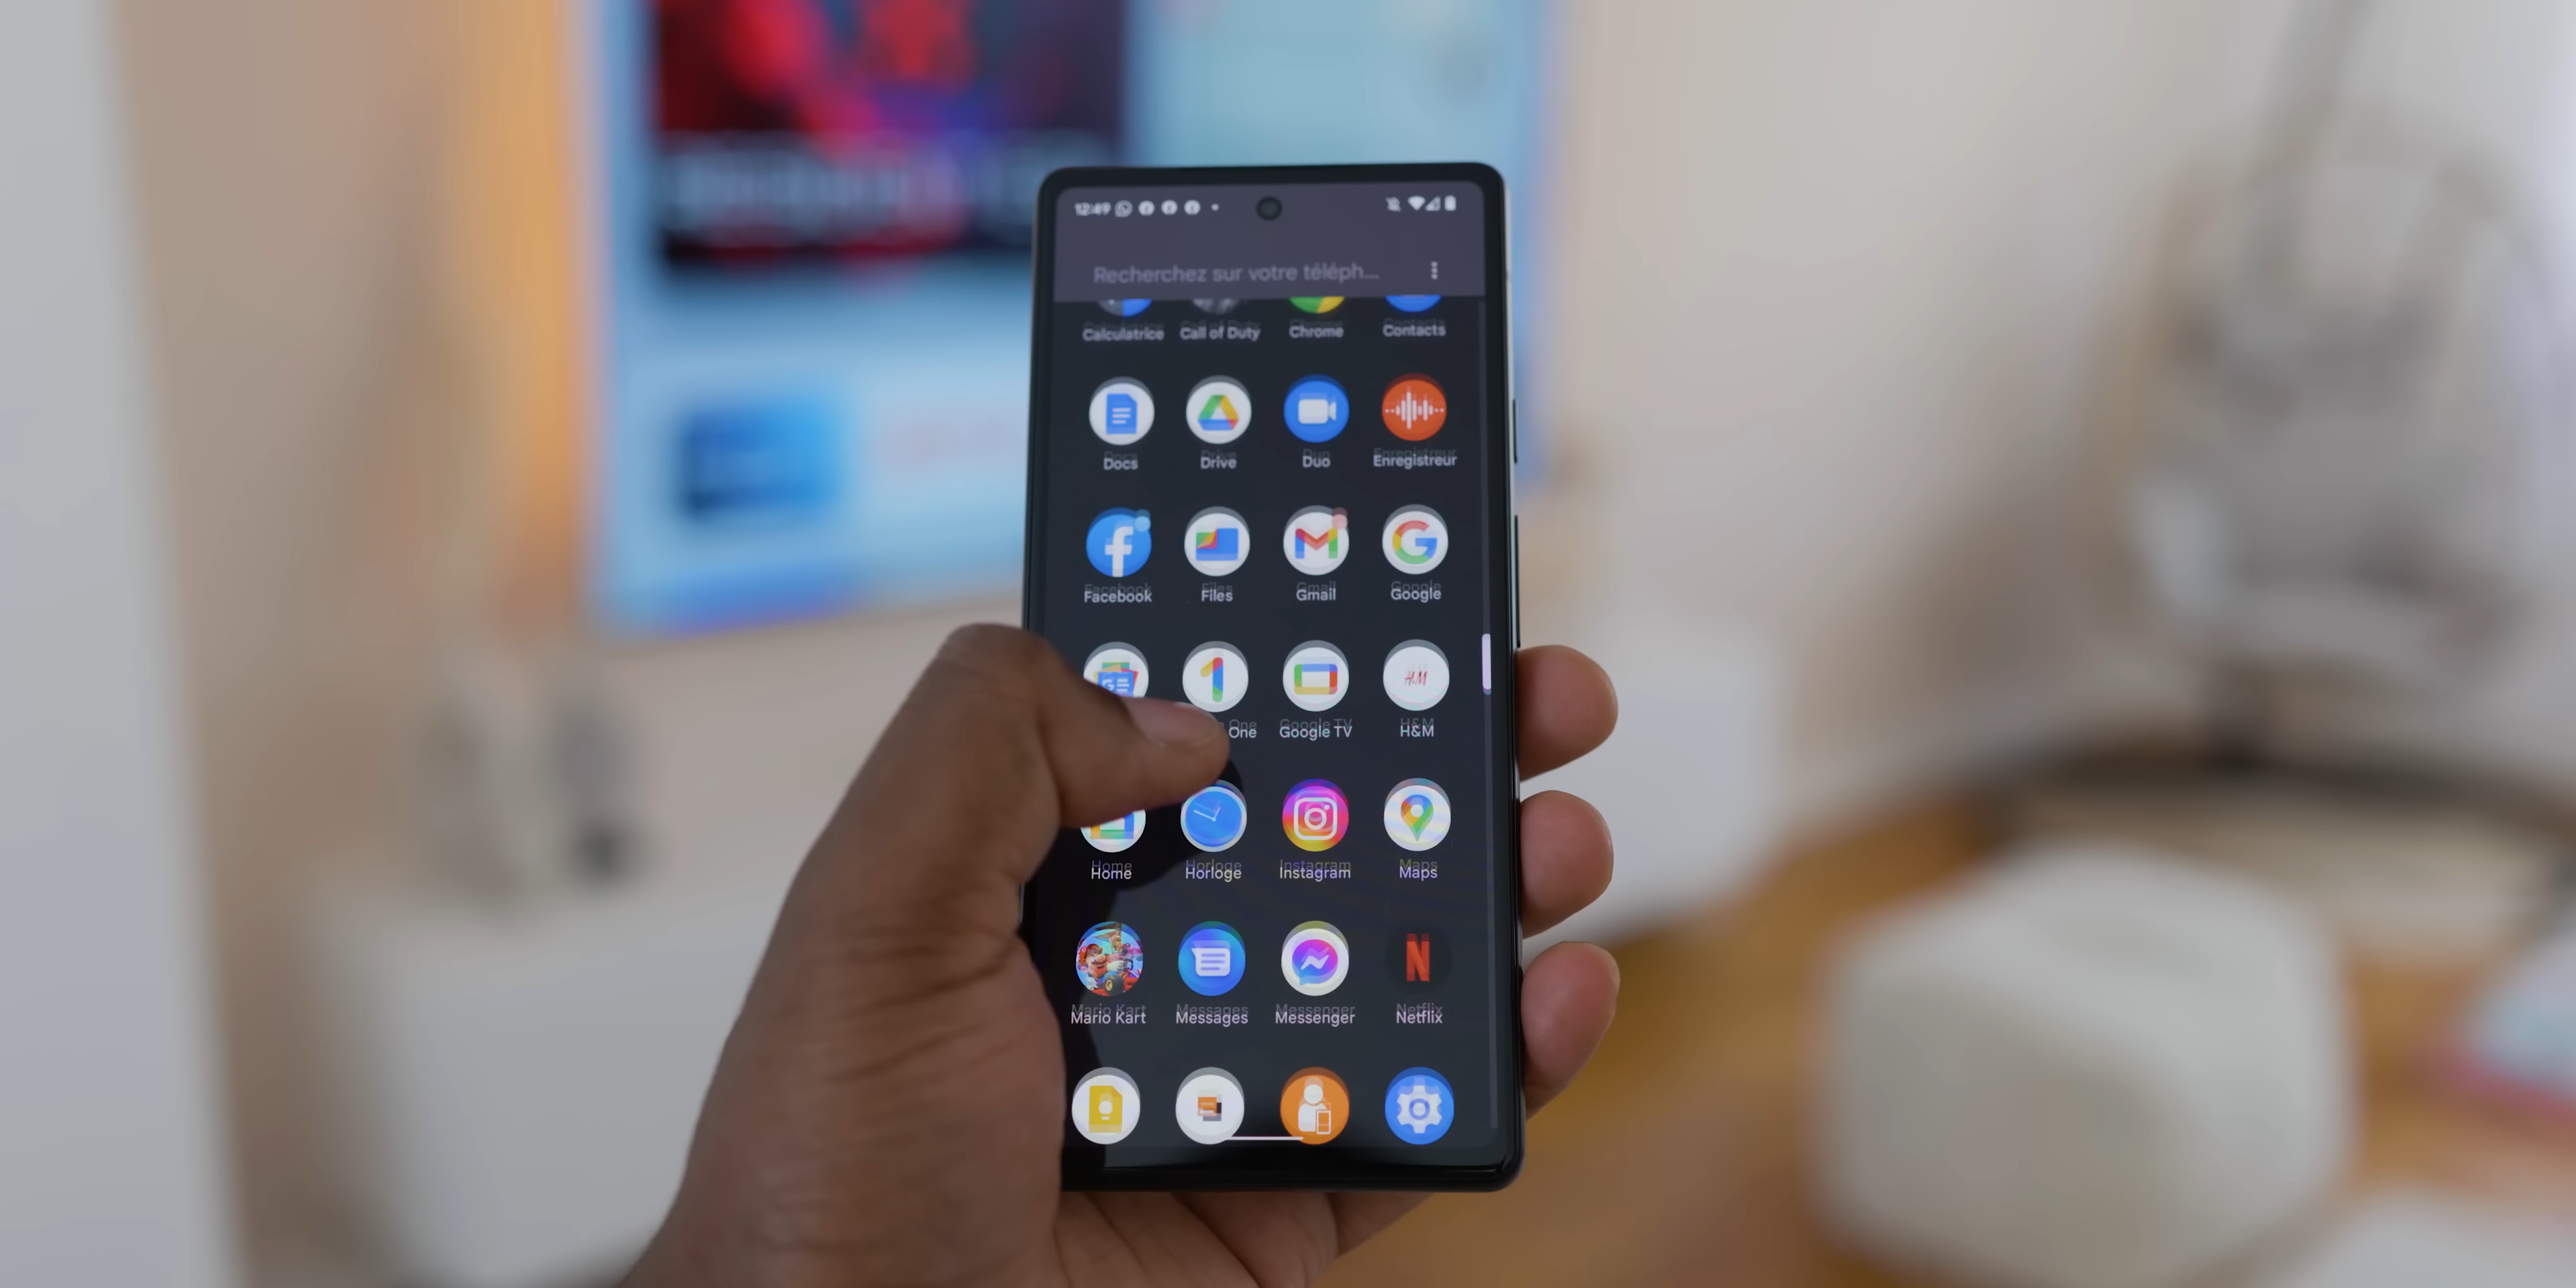 12:49
Recherchez sur votre téléph...
Calculatrice Call of Duty Chrome Contacts
Docs Drive Duo Enregistreur
Facebook Files Gmail Google
H&M
One Google TV H&M
Home Horloge Instagram Maps
Mario Kart Messages Messenger Netflix